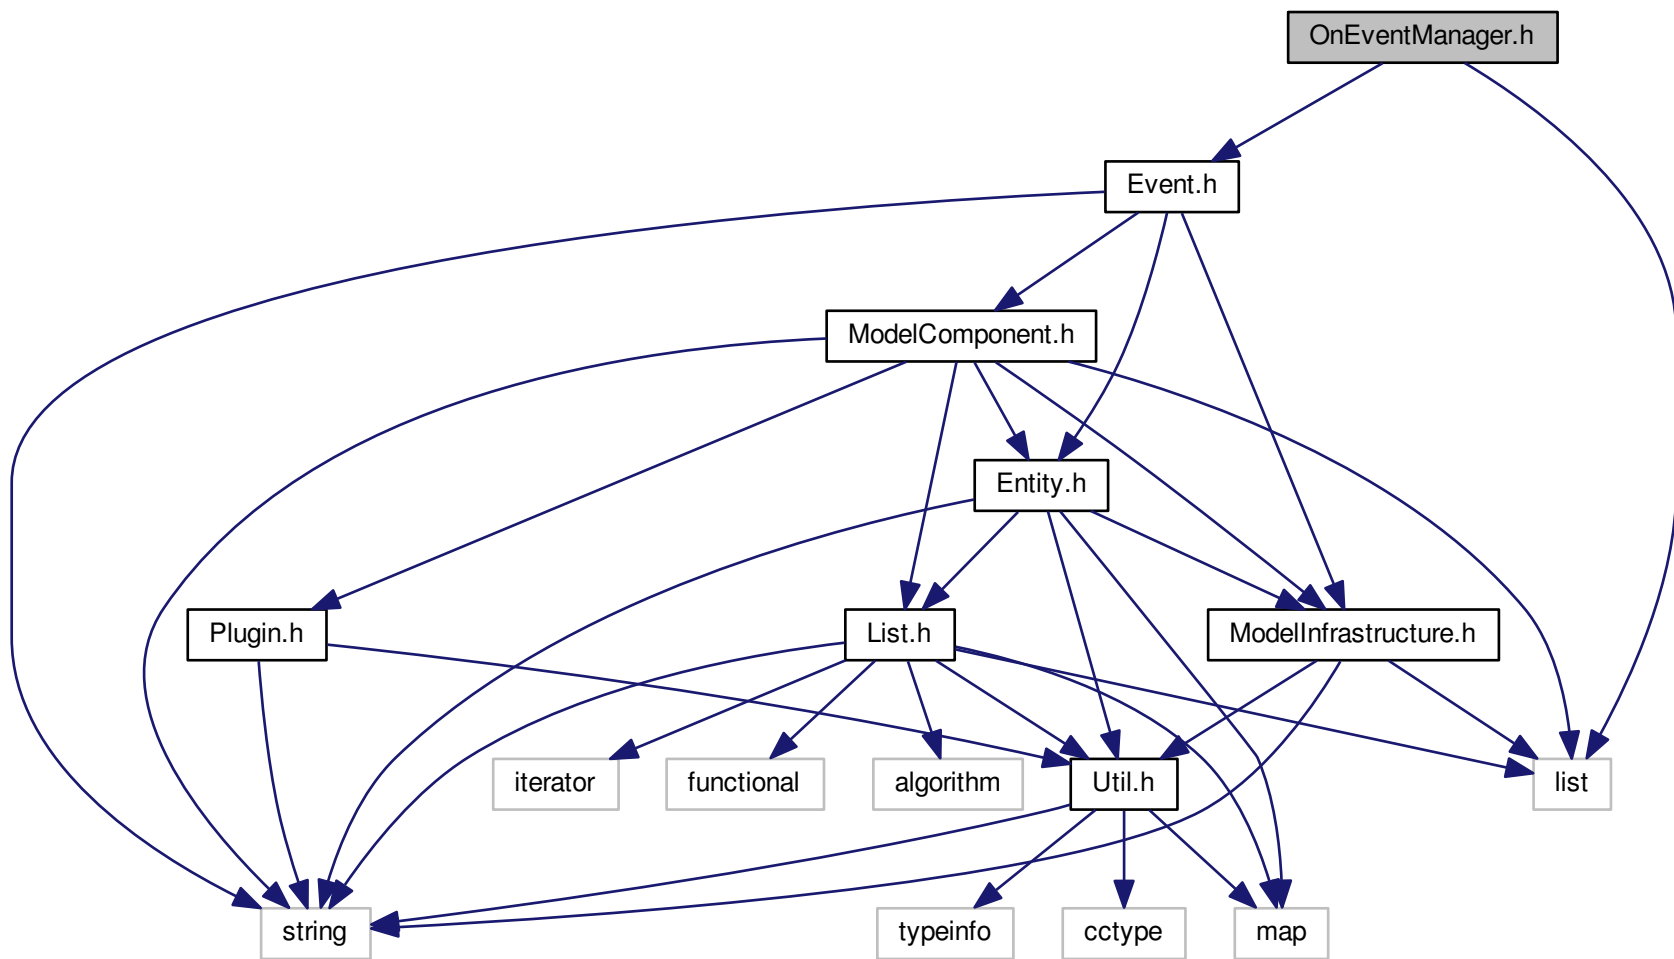 OnEventManager.h
Event.h
ModelComponent.h
Entity.h
Plugin.h
List.h
ModelInfrastructure.h
iterator
functional
algorithm
Util.h
list
string
typeinfo
cctype
map